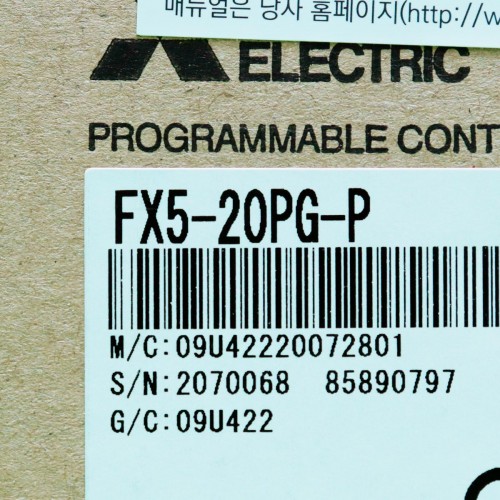 매뉴얼은 당사 홈페이지(http://w
ELECTRIC
PROGRAMMABLE CONT
FX5-20PG-P
M/C:09U42220072801
S/N:2070068 85890797
G/C:09U422